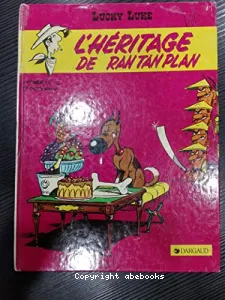 LUCKY LUKE
L'HÉRITAGE
DE RAN TAN PLAN
DARGAUD
Copyright abebooks